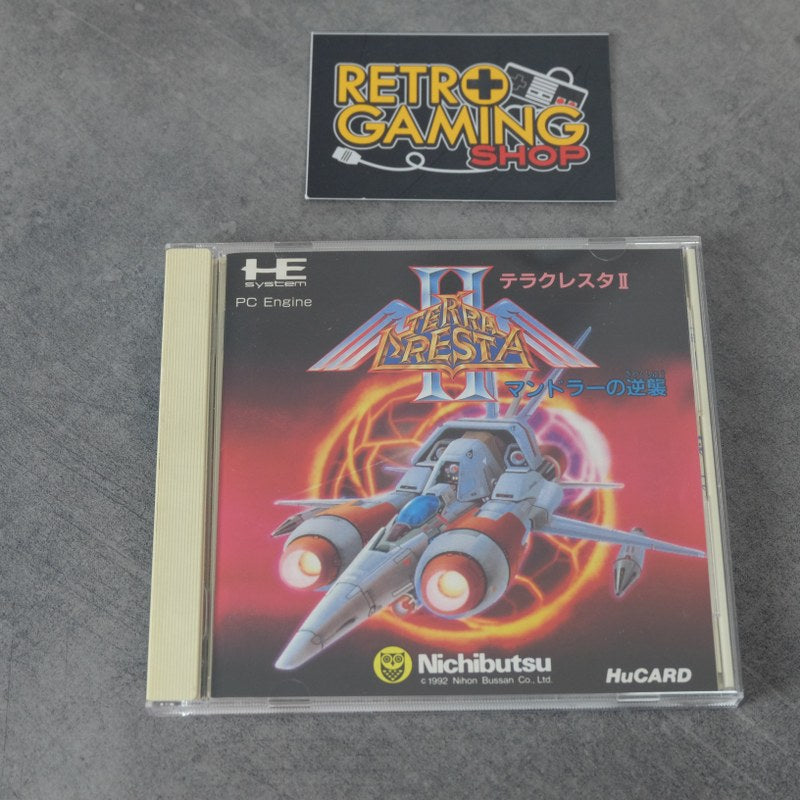 RETRO
GAMING
SHOP
HE
system
PC Engine
II
TERRA
CRESTA
テラクレスタII
マンドラーの逆襲
Nichibutsu
© 1992 Nihon Bussan Co., Ltd.
HuCARD